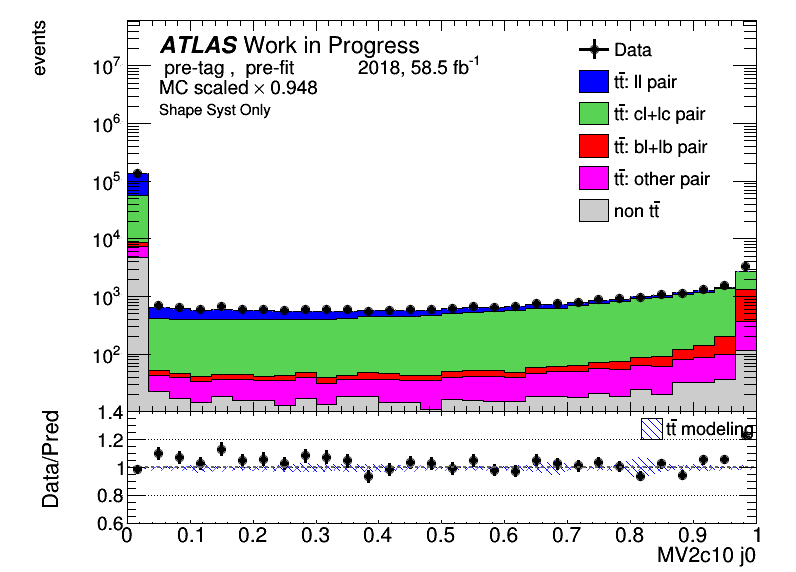 events
ATLAS Work in Progress
pre-tag , pre-fit 2018, 58.5 fb⁻¹
MC scaled × 0.948
Shape Syst Only
Data
tt̄: ll pair
tt̄: cl+lc pair
tt̄: bl+lb pair
tt̄: other pair
non tt̄
10⁷
10⁶
10⁵
10⁴
10³
10²
Data/Pred
tt̄ modeling
1.4
1.2
1
0.8
0.6
0 0.1 0.2 0.3 0.4 0.5 0.6 0.7 0.8 0.9 1
MV2c10 j0